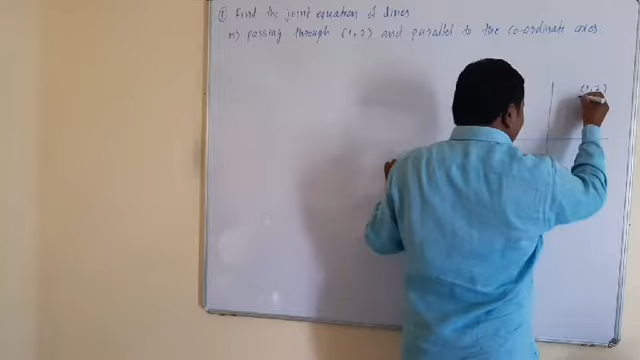 ① Find the joint equation of lines
n) passing through (1,2) and parallel to the co-ordinate axes.
(1,2)